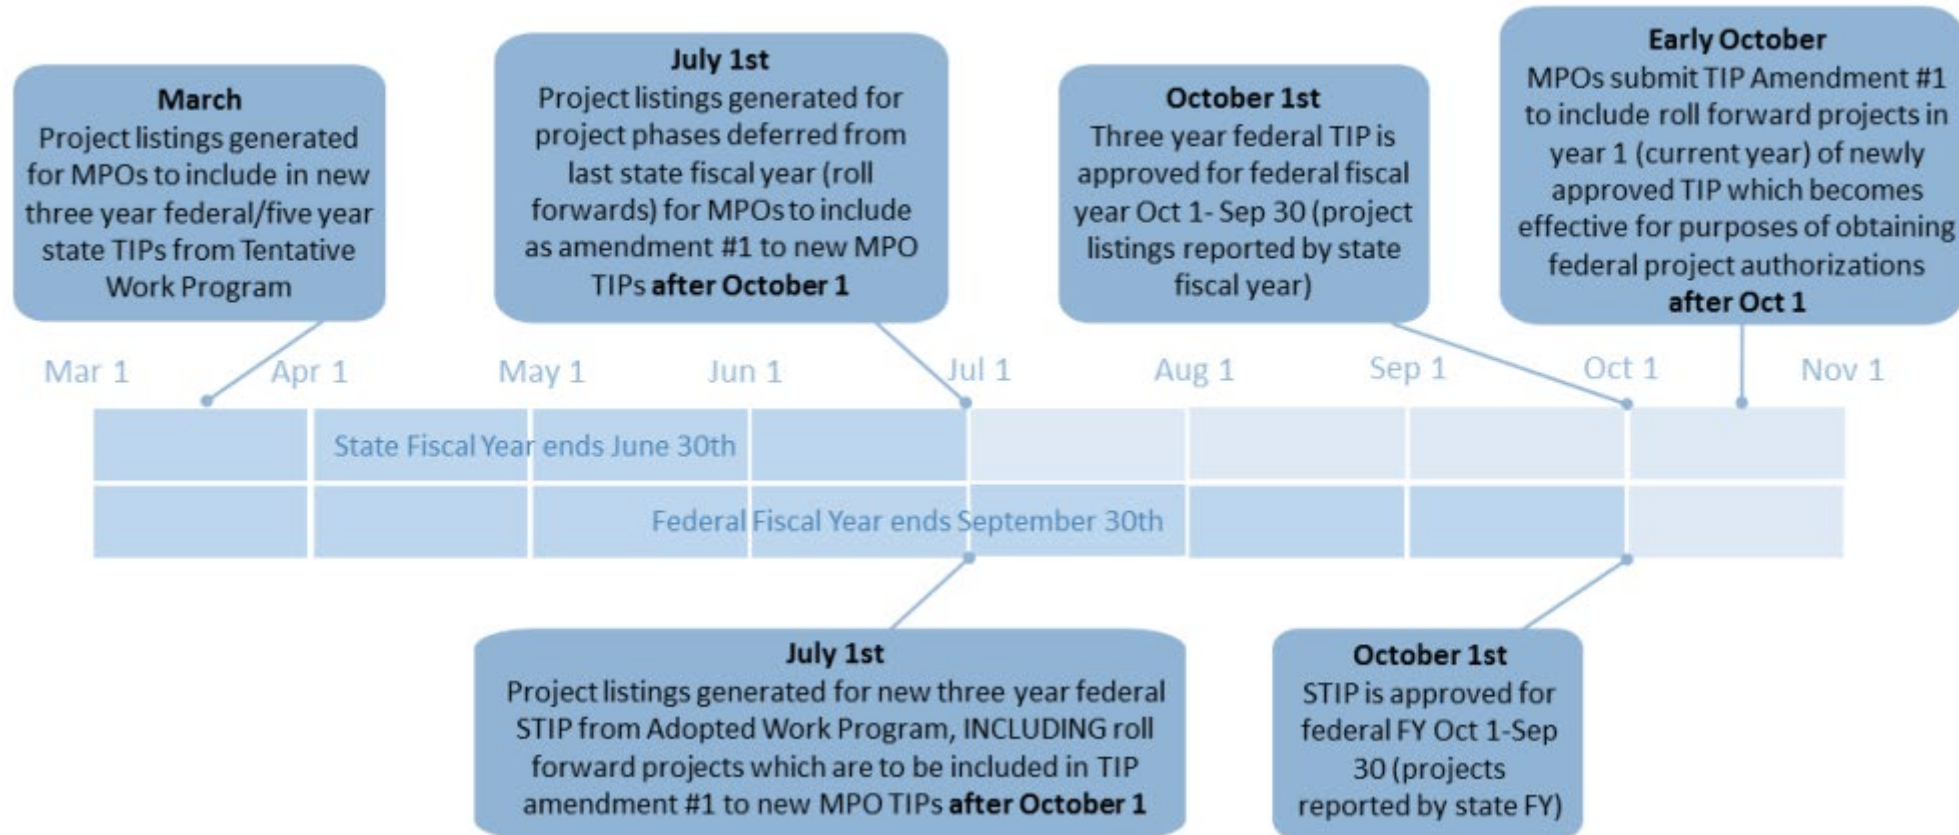 March
Project listings generated
for MPOs to include in new
three year federal/five year
state TIPs from Tentative
Work Program
July 1st
Project listings generated for
project phases deferred from
last state fiscal year (roll
forwards) for MPOs to include
as amendment #1 to new MPO
TIPs after October 1
October 1st
Three year federal TIP is
approved for federal fiscal
year Oct 1- Sep 30 (project
listings reported by state
fiscal year)
Early October
MPOs submit TIP Amendment #1
to include roll forward projects in
year 1 (current year) of newly
approved TIP which becomes
effective for purposes of obtaining
federal project authorizations
after Oct 1
Mar 1
Apr 1
May 1
Jun 1
Jul 1
Aug 1
Sep 1
Oct 1
Nov 1
State Fiscal Year ends June 30th
Federal Fiscal Year ends September 30th
July 1st
Project listings generated for new three year federal
STIP from Adopted Work Program, INCLUDING roll
forward projects which are to be included in TIP
amendment #1 to new MPO TIPs after October 1
October 1st
STIP is approved for
federal FY Oct 1-Sep
30 (projects
reported by state FY)